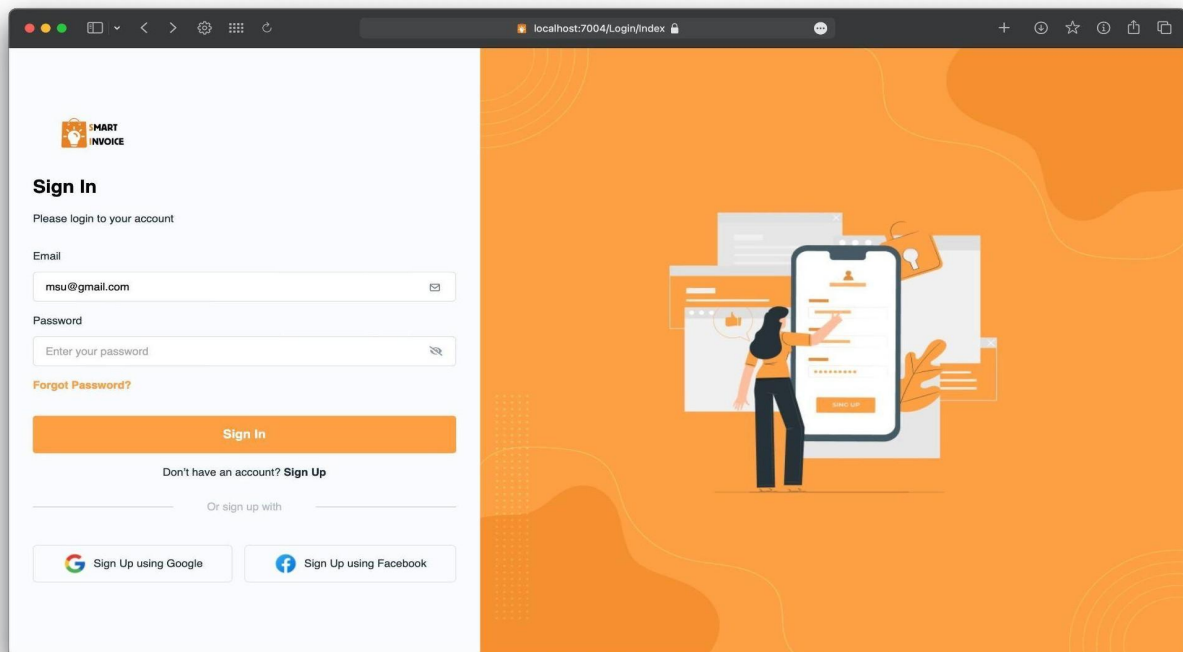 localhost:7004/Login/Index
SMART
INVOICE
Sign In
Please login to your account
Email
msu@gmail.com
Password
Enter your password
Forgot Password?
Sign In
Don't have an account? Sign Up
Or sign up with
Sign Up using Google
Sign Up using Facebook
SIMC UP